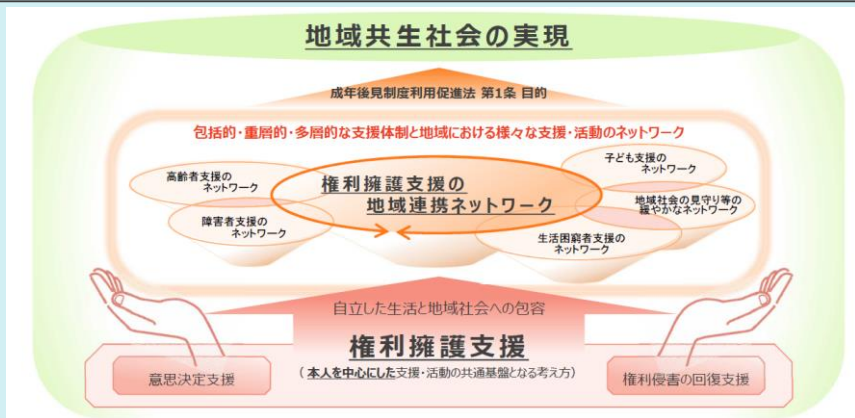 地域共生社会の実現
成年後見制度利用促進法 第1条 目的
包括的・重層的・多層的な支援体制と地域における様々な支援・活動のネットワーク
高齢者支援の
ネットワーク
障害者支援の
ネットワーク
権利擁護支援の
地域連携ネットワーク
子ども支援の
ネットワーク
地域社会の見守り等の
緩やかなネットワーク
生活困窮者支援の
ネットワーク
自立した生活と地域社会への包容
権利擁護支援
(本人を中心にした支援・活動の共通基盤となる考え方)
意思決定支援
権利侵害の回復支援